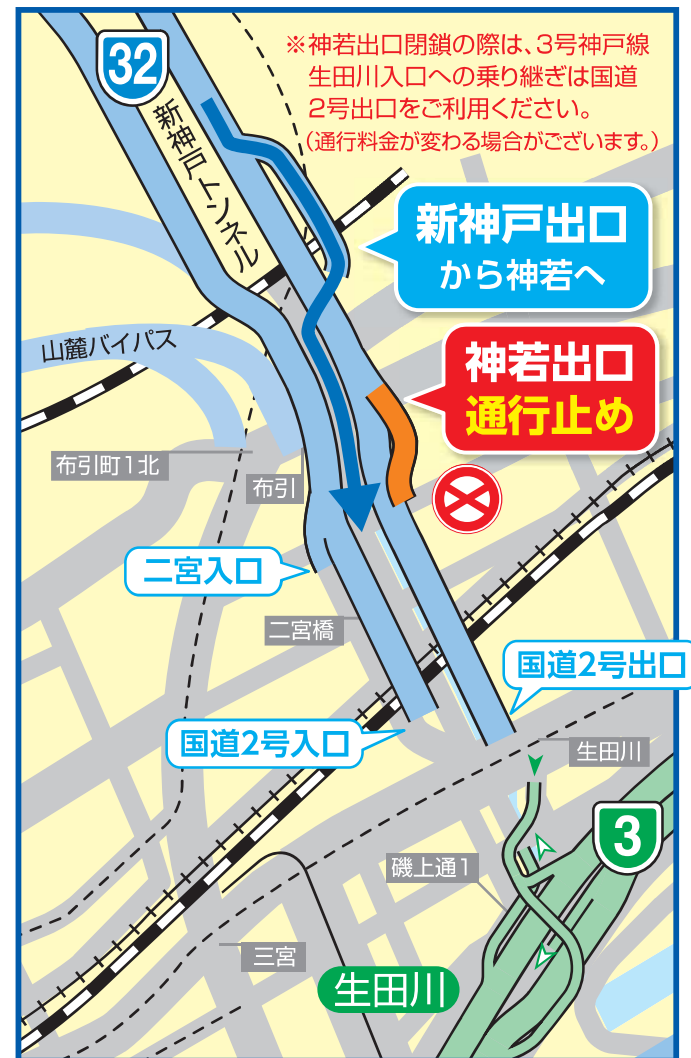 ※神若出口閉鎖の際は、3号神戸線
生田川入口への乗り継ぎは国道
2号出口をご利用ください。
(通行料金が変わる場合がございます。)
32
新神戸トンネル
新神戸出口
から神若へ
山麓バイパス
神若出口
通行止め
布引町1北
布引
二宮入口
二宮橋
国道2号出口
国道2号入口
生田川
3
磯上通1
三宮
生田川